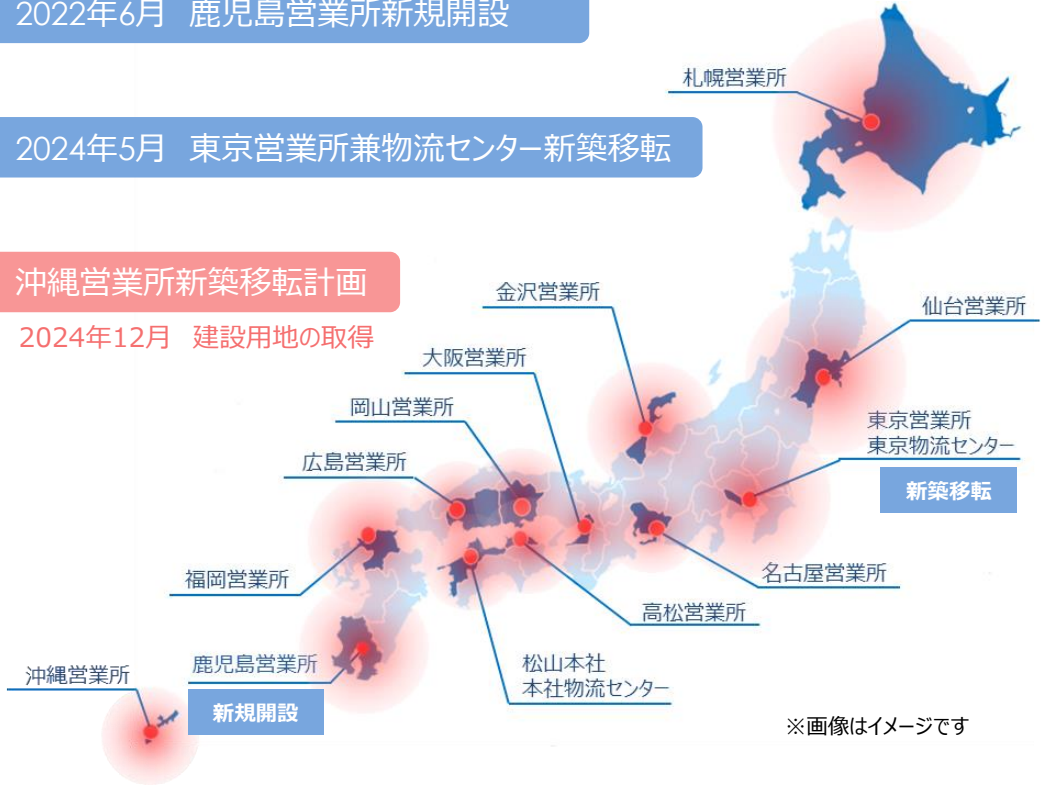 2022年6月 鹿児島営業所新規開設
札幌営業所
2024年5月 東京営業所兼物流センター新築移転
沖縄営業所新築移転計画
2024年12月 建設用地の取得
金沢営業所
仙台営業所
大阪営業所
岡山営業所
東京営業所
東京物流センター
新築移転
広島営業所
福岡営業所
名古屋営業所
高松営業所
松山本社
本社物流センター
鹿児島営業所
新規開設
沖縄営業所
※画像はイメージです